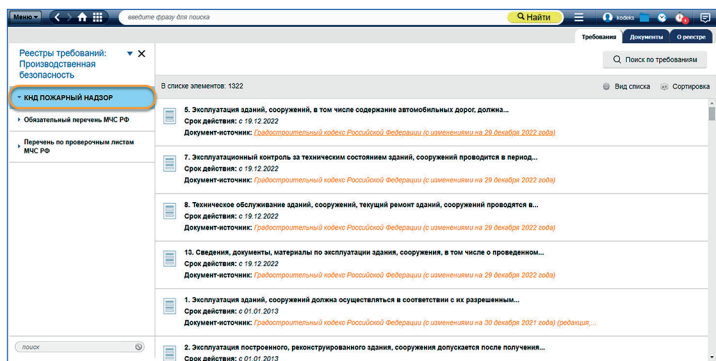 Меню
введите фразу для поиска
Найти
kodeks
Требования Документы О реестре
Реестры требований:
Производственная
безопасность
Поиск по требованиям
КНД ПОЖАРНЫЙ НАДЗОР
Обязательный перечень МЧС РФ
Перечень по проверочным листам
МЧС РФ
поиск
В списке элементов: 1322
Вид списка Сортировка
5. Эксплуатация зданий, сооружений, в том числе содержание автомобильных дорог, должна...
Срок действия: с 19.12.2022
Документ-источник: Градостроительный кодекс Российской Федерации (с изменениями на 29 декабря 2022 года)
7. Эксплуатационный контроль за техническим состоянием зданий, сооружений проводится в период...
Срок действия: с 19.12.2022
Документ-источник: Градостроительный кодекс Российской Федерации (с изменениями на 29 декабря 2022 года)
8. Техническое обслуживание зданий, сооружений, текущий ремонт зданий, сооружений проводятся в...
Срок действия: с 19.12.2022
Документ-источник: Градостроительный кодекс Российской Федерации (с изменениями на 29 декабря 2022 года)
13. Сведения, документы, материалы по эксплуатации здания, сооружения, в том числе о проведенном...
Срок действия: с 19.12.2022
Документ-источник: Градостроительный кодекс Российской Федерации (с изменениями на 29 декабря 2022 года)
1. Эксплуатация зданий, сооружений должна осуществляться в соответствии с их разрешенным...
Срок действия: с 01.01.2013
Документ-источник: Градостроительный кодекс Российской Федерации (с изменениями на 30 декабря 2021 года) (редакция,...
2. Эксплуатация построенного, реконструированного здания, сооружения допускается после получения...
Срок действия: с 01.01.2013